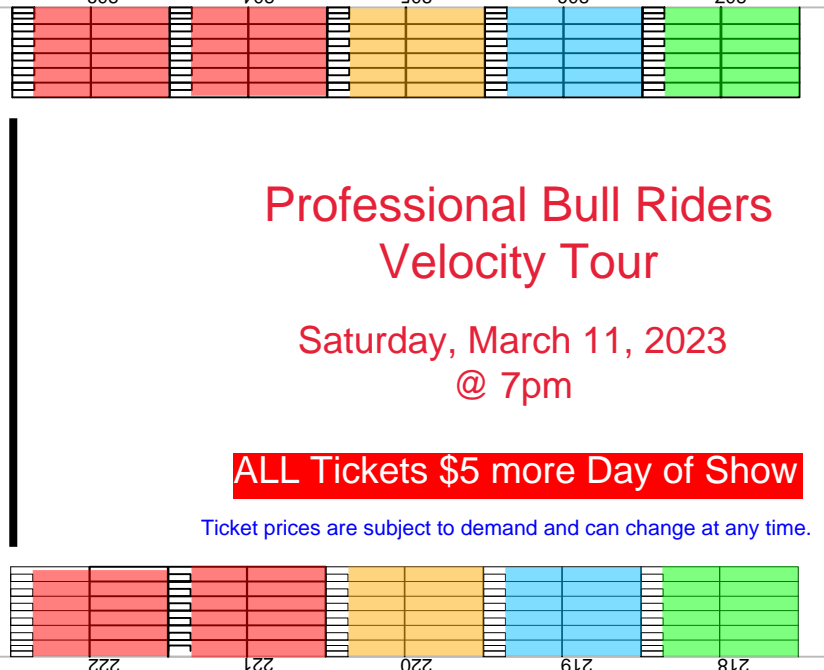 Professional Bull Riders
Velocity Tour
Saturday, March 11, 2023
@ 7pm
ALL Tickets $5 more Day of Show
Ticket prices are subject to demand and can change at any time.
222 221 220 219 218